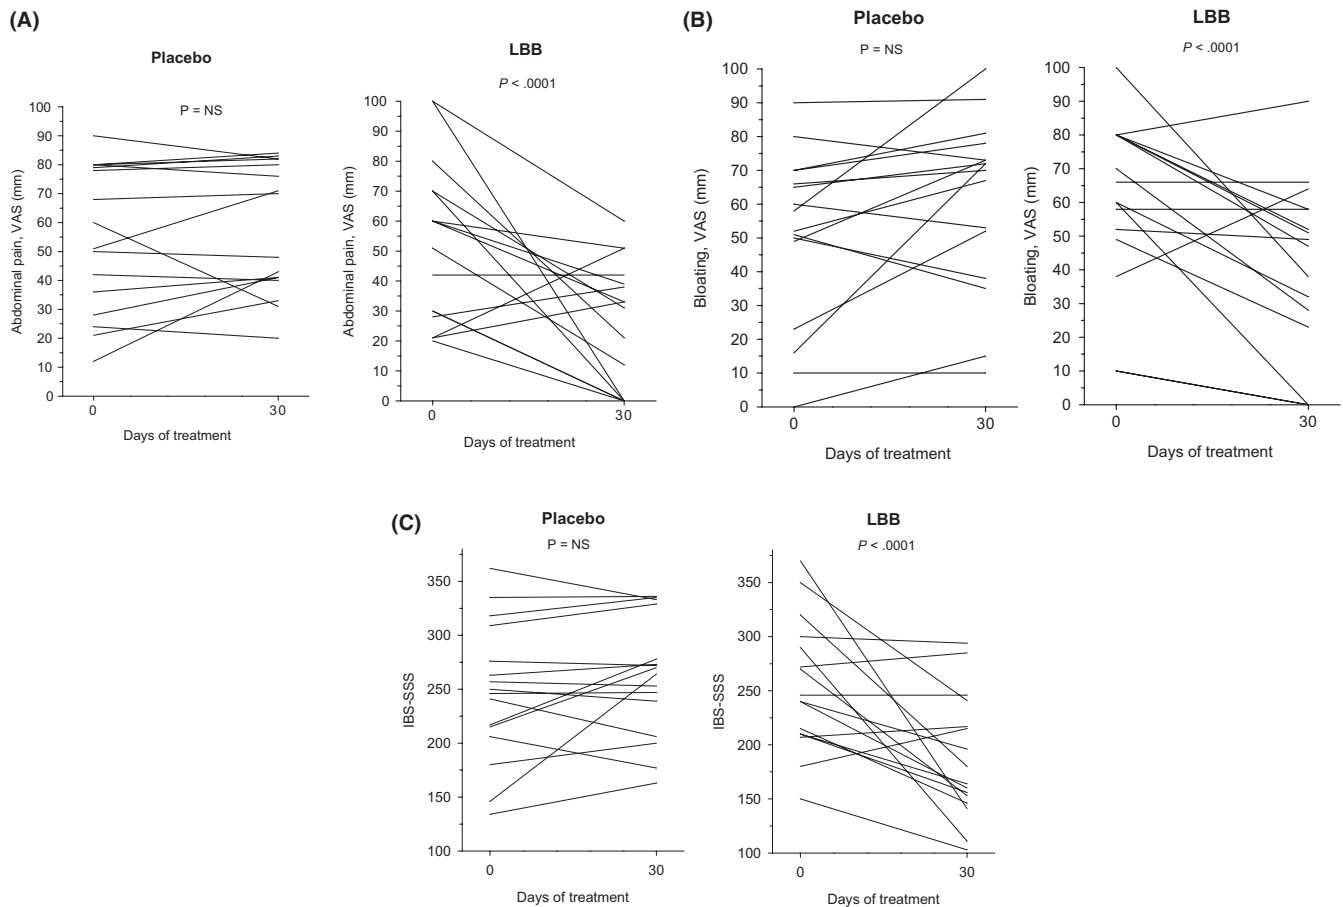 (A)
Placebo
P = NS
Abdominal pain, VAS (mm)
100
90
80
70
60
50
40
30
20
10
0
0
30
Days of treatment
LBB
P < .0001
Abdominal pain, VAS (mm)
100
90
80
70
60
50
40
30
20
10
0
0
30
Days of treatment
(B)
Placebo
P = NS
Bloating, VAS (mm)
100
90
80
70
60
50
40
30
20
10
0
0
30
Days of treatment
LBB
P < .0001
Bloating, VAS (mm)
100
90
80
70
60
50
40
30
20
10
0
0
30
Days of treatment
(C)
Placebo
P = NS
IBS-SSS
350
300
250
200
150
100
0
30
Days of treatment
LBB
P < .0001
IBS-SSS
350
300
250
200
150
100
0
30
Days of treatment